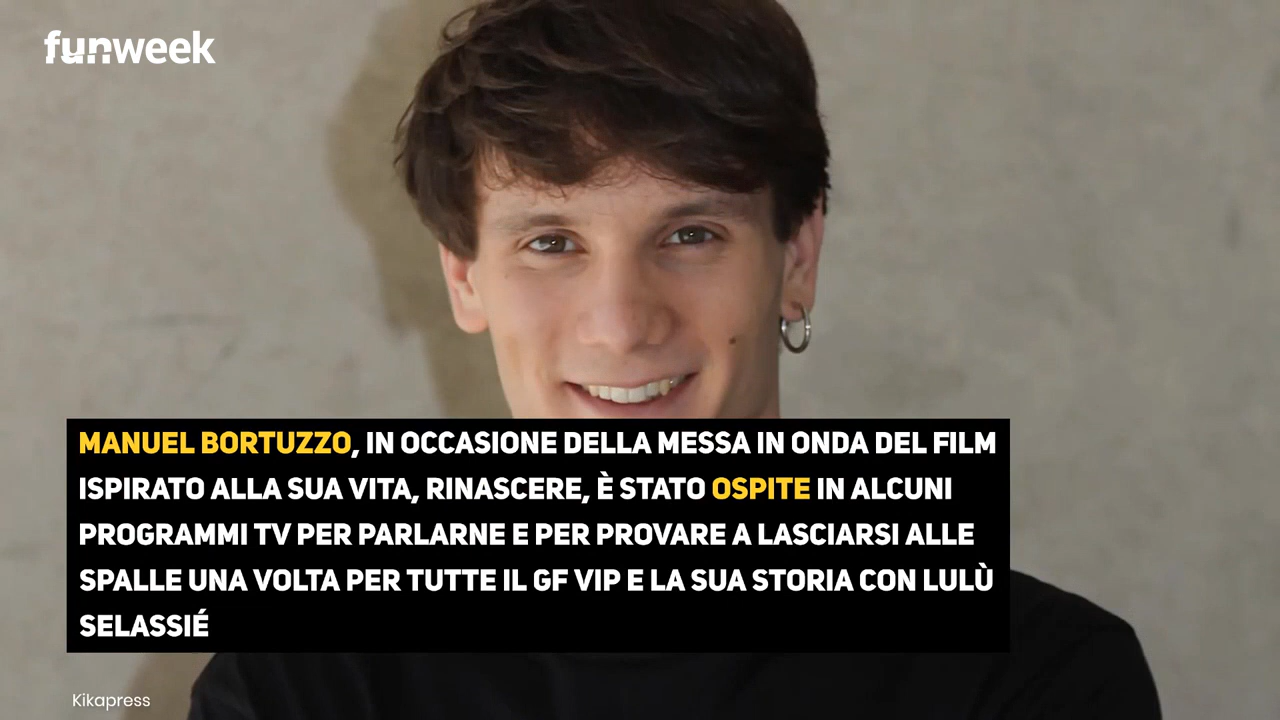 funweek
MANUEL BORTUZZO, IN OCCASIONE DELLA MESSA IN ONDA DEL FILM
ISPIRATO ALLA SUA VITA, RINASCERE, È STATO OSPITE IN ALCUNI
PROGRAMMI TV PER PARLARNE E PER PROVARE A LASCIARSI ALLE
SPALLE UNA VOLTA PER TUTTE IL GF VIP E LA SUA STORIA CON LULÙ
SELASSIÉ
Kikapress